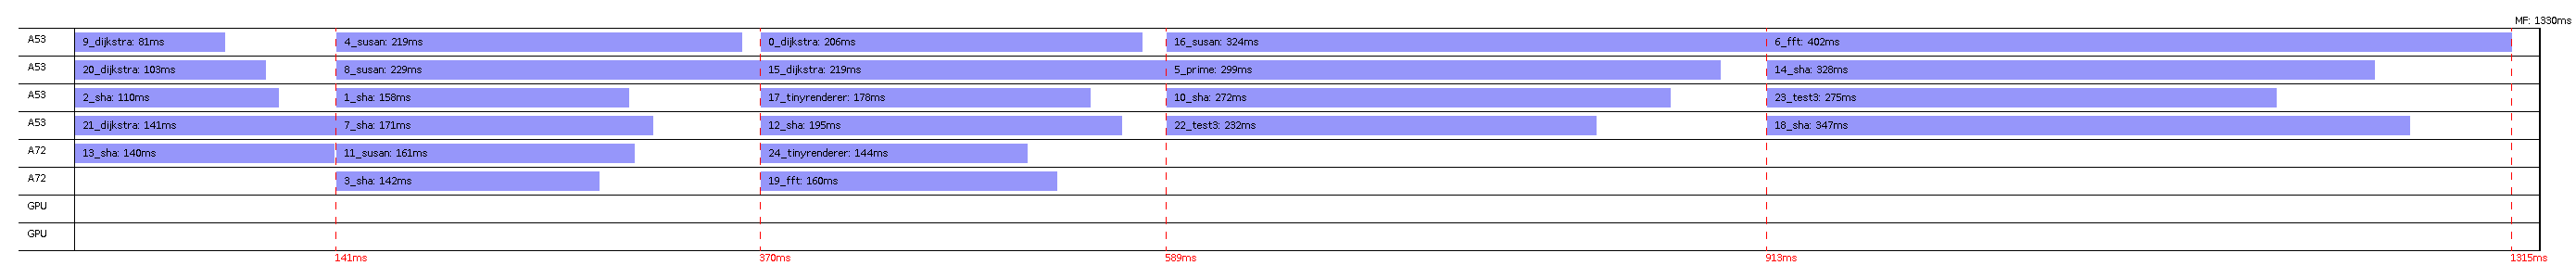 MF: 1330ms
A53 9_dijkstra: 81ms 4_susan: 219ms 0_dijkstra: 206ms 16_susan: 324ms 6_fft: 402ms
A53 20_dijkstra: 103ms 8_susan: 229ms 15_dijkstra: 219ms 5_prime: 299ms 14_sha: 328ms
A53 2_sha: 110ms 1_sha: 158ms 17_tinyrenderer: 178ms 10_sha: 272ms 23_test3: 275ms
A53 21_dijkstra: 141ms 7_sha: 171ms 12_sha: 195ms 22_test3: 232ms 18_sha: 347ms
A72 13_sha: 140ms 11_susan: 161ms 24_tinyrenderer: 144ms
A72 3_sha: 142ms 19_fft: 160ms
GPU
GPU
141ms 370ms 589ms 913ms 1315ms